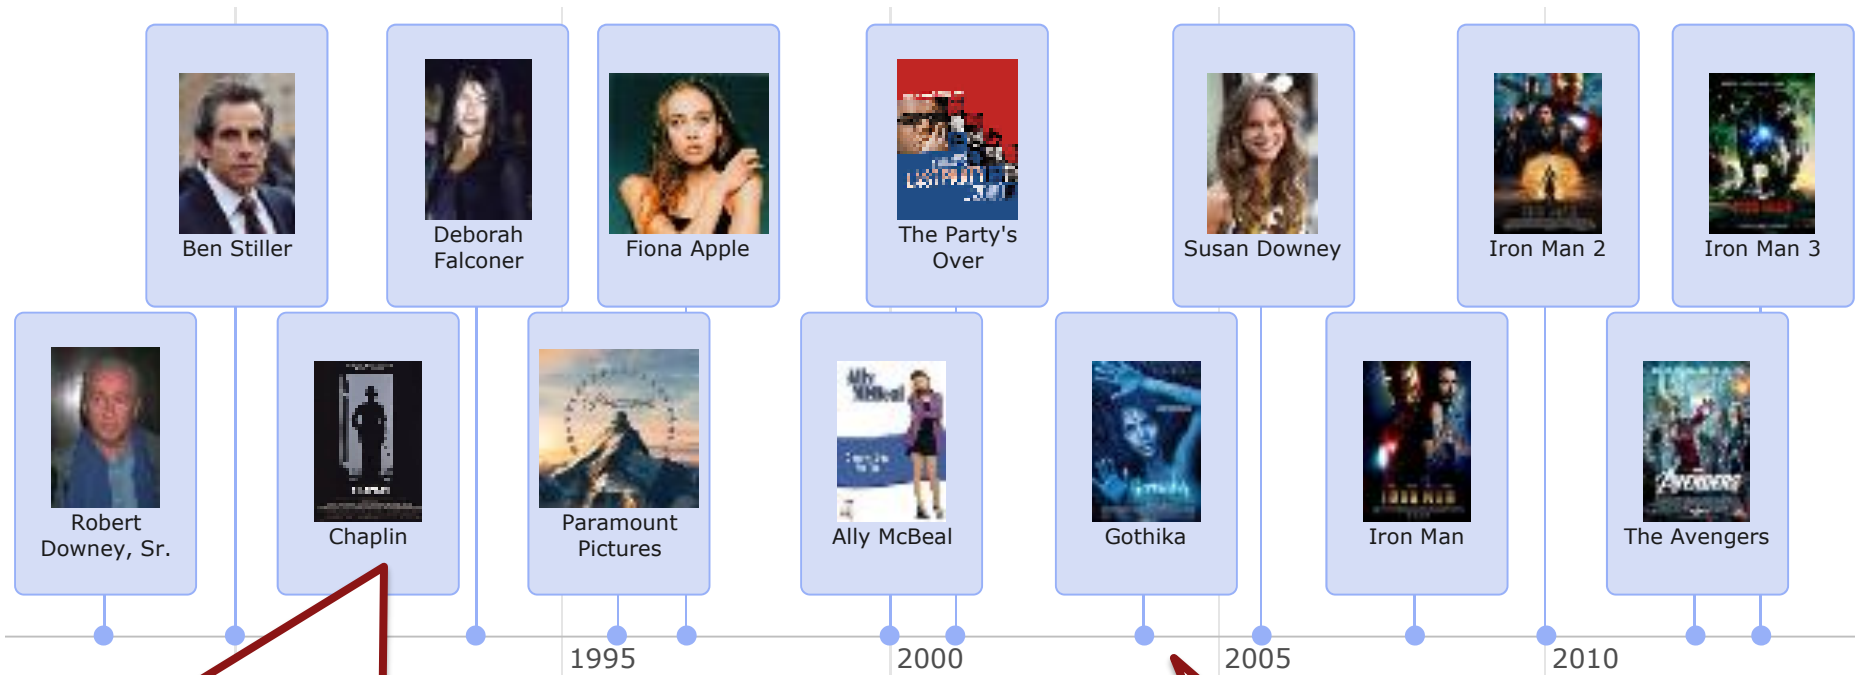 Ben Stiller
Deborah
Falconer
Fiona Apple
The Party's
Over
Susan Downey
Iron Man 2
Iron Man 3
Robert
Downey, Sr.
Chaplin
Paramount
Pictures
Ally McBeal
Gothika
Iron Man
The Avengers
1995
2000
2005
2010